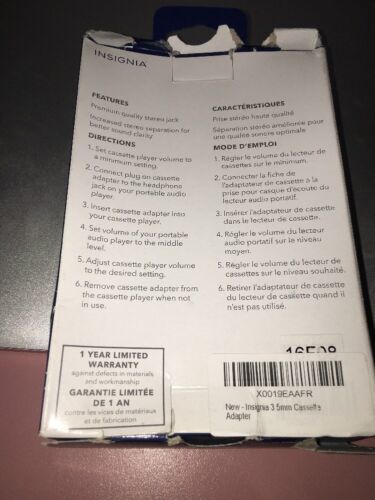 INSIGNIA
FEATURES
Premium quality stereo jack
Increased stereo separation for
better sound clarity
DIRECTIONS
1. Set cassette player volume to
a minimum setting.
2. Connect plug on cassette
adapter to the headphone
jack on your portable audio
player.
3. Insert cassette adapter into
your cassette player.
4. Set volume of your portable
audio player to the middle
level.
5. Adjust cassette player volume
to the desired setting.
6. Remove cassette adapter from
the cassette player when not
in use.
CARACTÉRISTIQUES
Prise stéréo haute qualité
Séparation stéréo améliorée pour
une qualité sonore optimale
MODE D'EMPLOI
1. Régler le volume du lecteur de
cassettes sur le minimum.
2. Connecter la fiche de
l'adaptateur de cassette à la
prise pour casque d'écoute du
lecteur audio portatif.
3. Insérer l'adaptateur de cassette
dans le lecteur de cassette.
4. Régler le volume du lecteur
audio portatif sur le niveau
moyen.
5. Régler le volume du lecteur de
cassettes sur le niveau souhaité.
6. Retirer l'adaptateur de cassette
du lecteur de cassette quand il
n'est pas utilisé.
1 YEAR LIMITED
WARRANTY
against defects in materials
and workmanship
GARANTIE LIMITÉE
DE 1 AN
contre les vices de matériaux
et de fabrication
X0019EAAFR
New - Insignia 3.5mm Cassette
Adapter